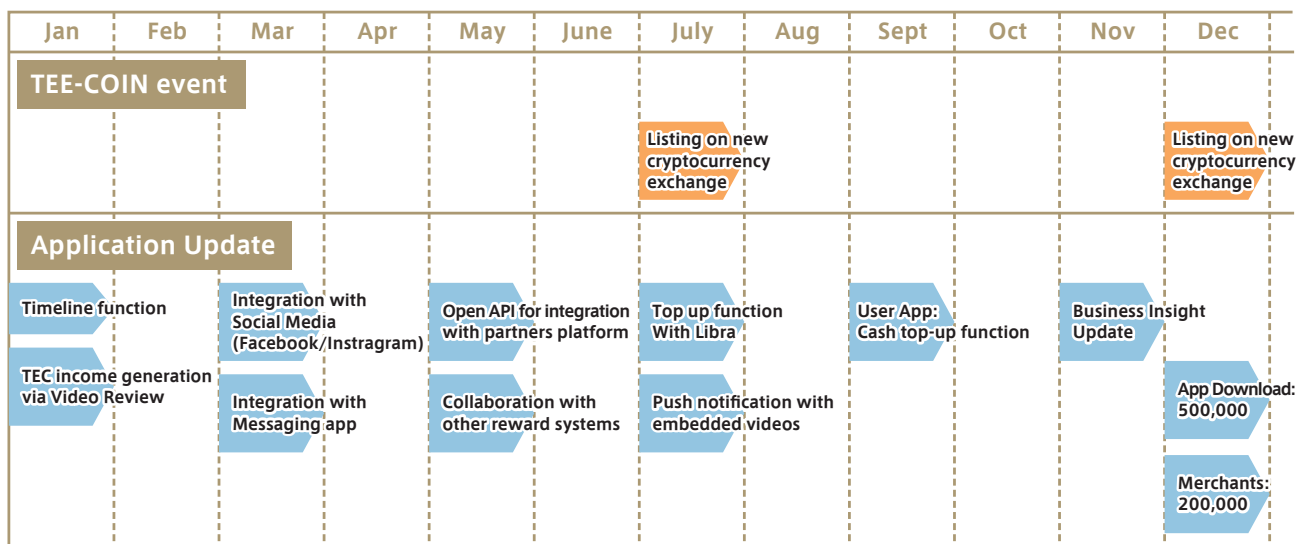 Jan Feb Mar Apr May June July Aug Sept Oct Nov Dec
TEE-COIN event
Listing on new
cryptocurrency
exchange
Listing on new
cryptocurrency
exchange
Application Update
Timeline function
TEC income generation
via Video Review
Integration with
Social Media
(Facebook/Instragram)
Integration with
Messaging app
Open API for integration
with partners platform
Collaboration with
other reward systems
Top up function
With Libra
Push notification with
embedded videos
User App:
Cash top-up function
Business Insight
Update
App Download:
500,000
Merchants:
200,000